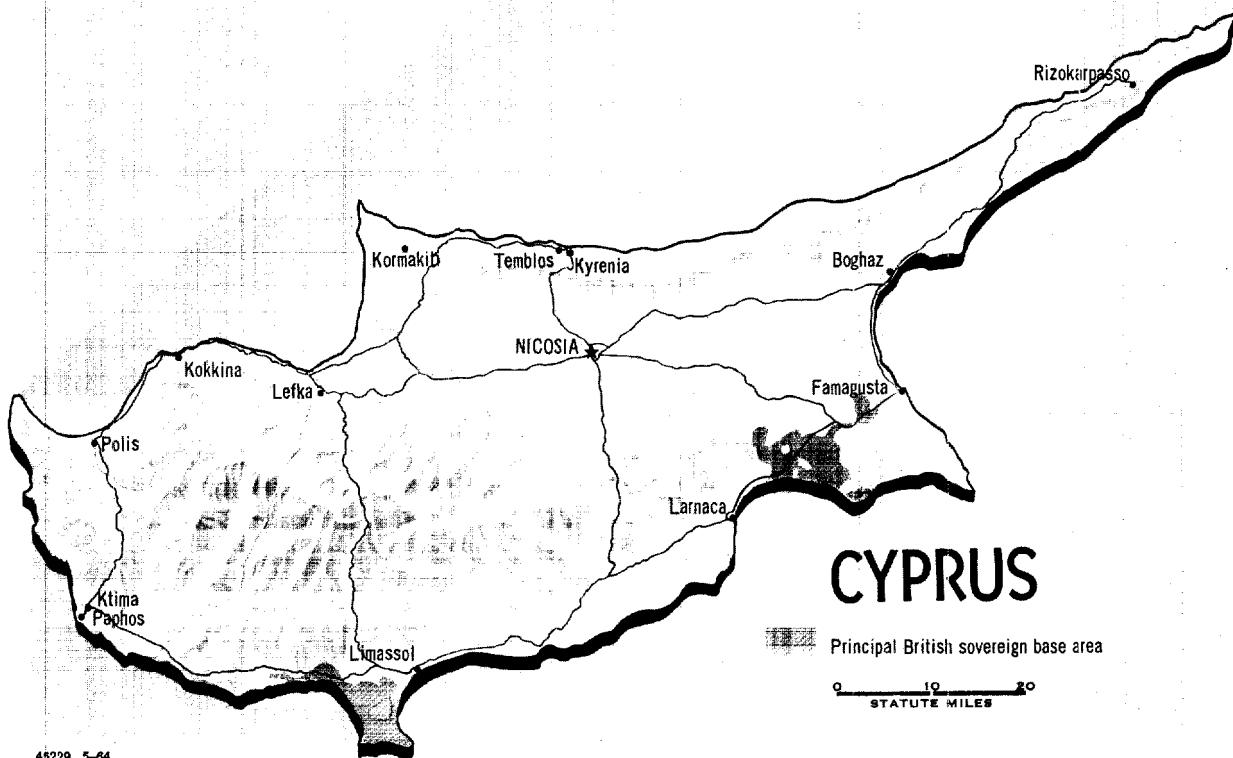 Rizokarpasso
Kormakiti
Temblos
Kyrenia
Boghaz
NICOSIA
Kokkina
Lefka
Famagusta
Polis
Larnaca
CYPRUS
Ktima
Paphos
Principal British sovereign base area
Limassol
0 10 20
STATUTE MILES
45229 5-64